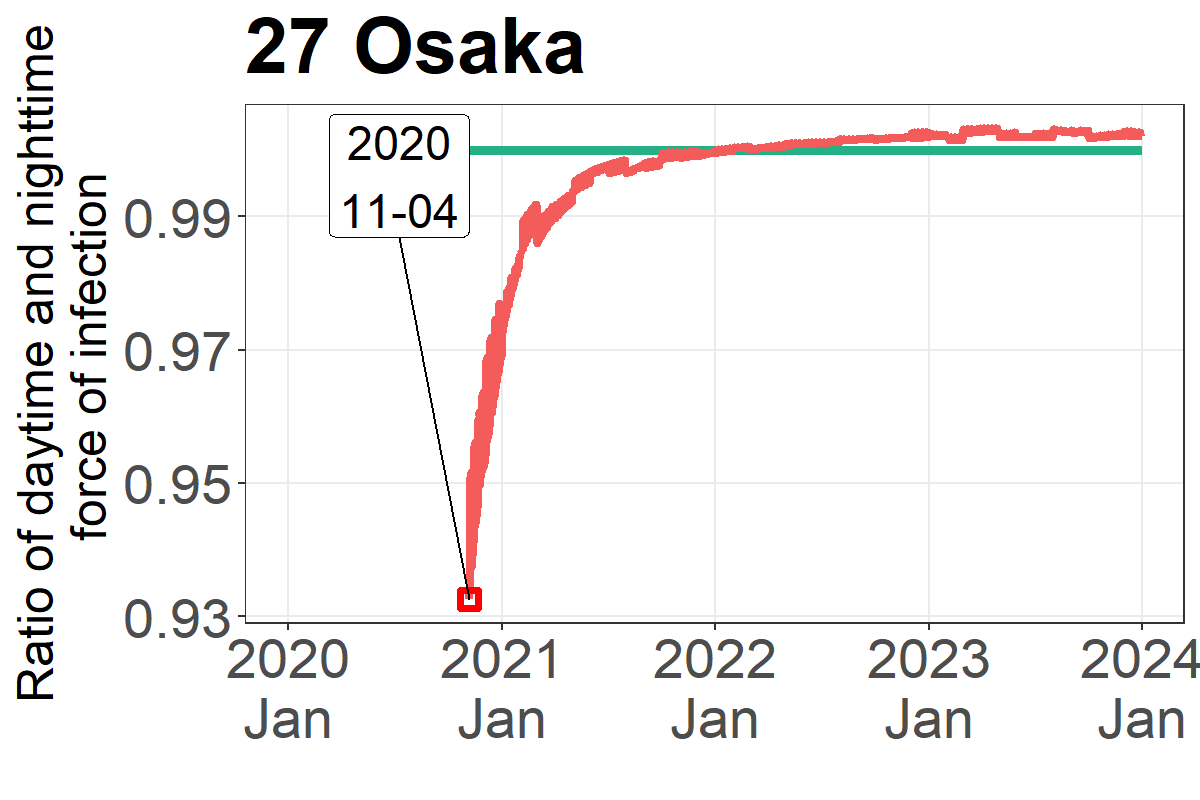 27 Osaka
Ratio of daytime and nighttime
force of infection
2020
11-04
0.99
0.97
0.95
0.93
2020 2021 2022 2023 2024
Jan Jan Jan Jan Jan